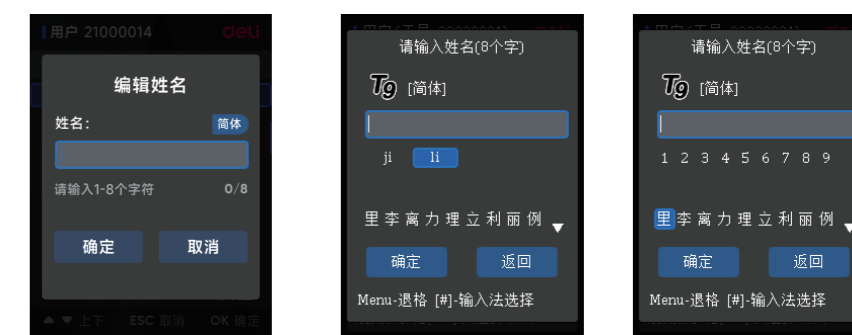 用户 21000014
deli
编辑姓名
姓名:
简体
请输入1-8个字符
0/8
确定
取消
▲ ▼ 上下 ESC 取消 OK 确定
请输入姓名(8个字)
T9 [简体]
ji li
里 李 离 力 理 立 利 丽 例
确定
返回
Menu-退格 [#]-输入法选择
请输入姓名(8个字)
T9 [简体]
1 2 3 4 5 6 7 8 9
里 李 离 力 理 立 利 丽 例
确定
返回
Menu-退格 [#]-输入法选择